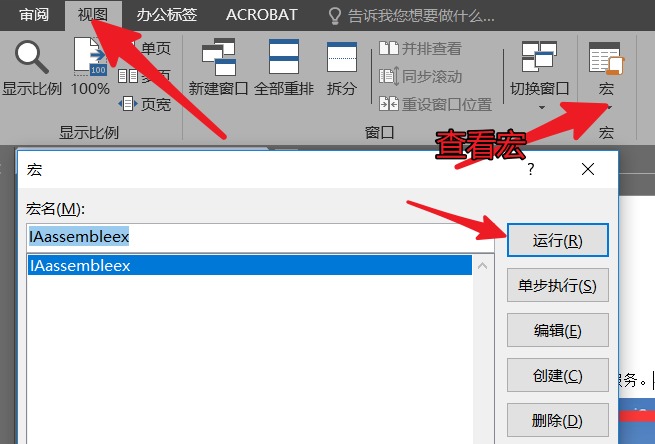 审阅 视图 办公标签 ACROBAT 告诉我您想要做什么...
单页 并排查看
多页 同步滚动
显示比例 100% 页宽 新建窗口 全部重排 拆分 重设窗口位置 切换窗口 宏
100
显示比例 窗口 宏
查看宏
宏 ?
宏名(M):
IAassembleex
运行(R)
IAassembleex
单步执行(S)
编辑(E)
创建(C)
服务。
删除(D)